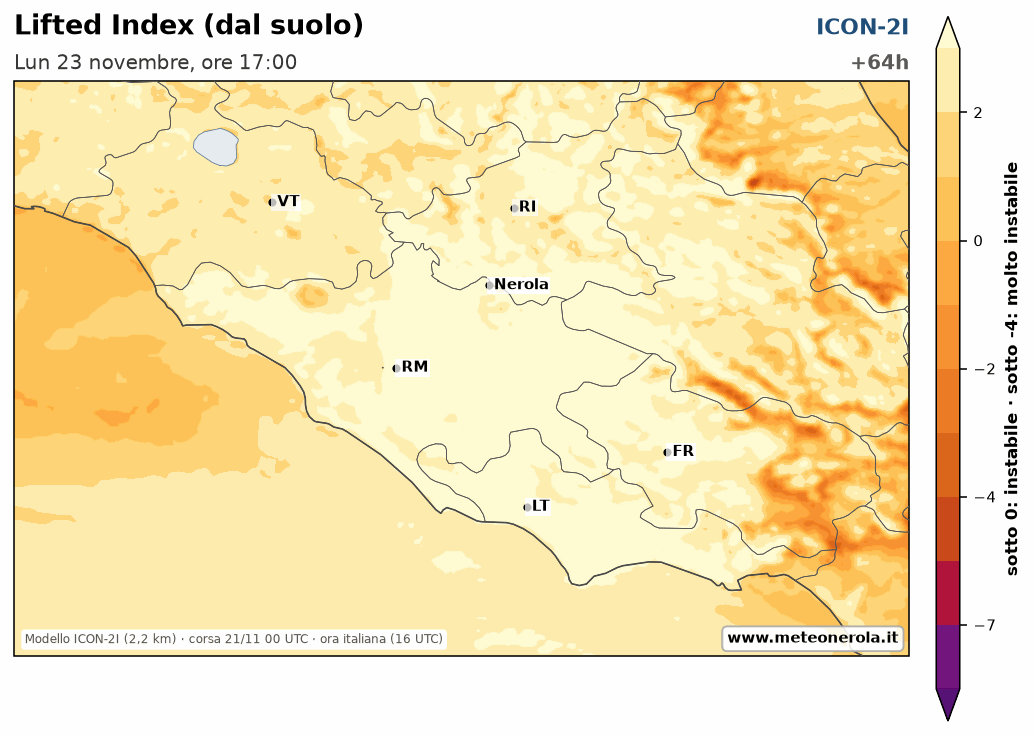 Lifted Index (dal suolo)
ICON-2I
Lun 23 novembre, ore 17:00
+64h
VT
RI
Nerola
RM
FR
LT
Modello ICON-2I (2,2 km) · corsa 21/11 00 UTC · ora italiana (16 UTC)
www.meteonerola.it
2
0
−2
−4
−7
sotto 0: instabile · sotto -4: molto instabile